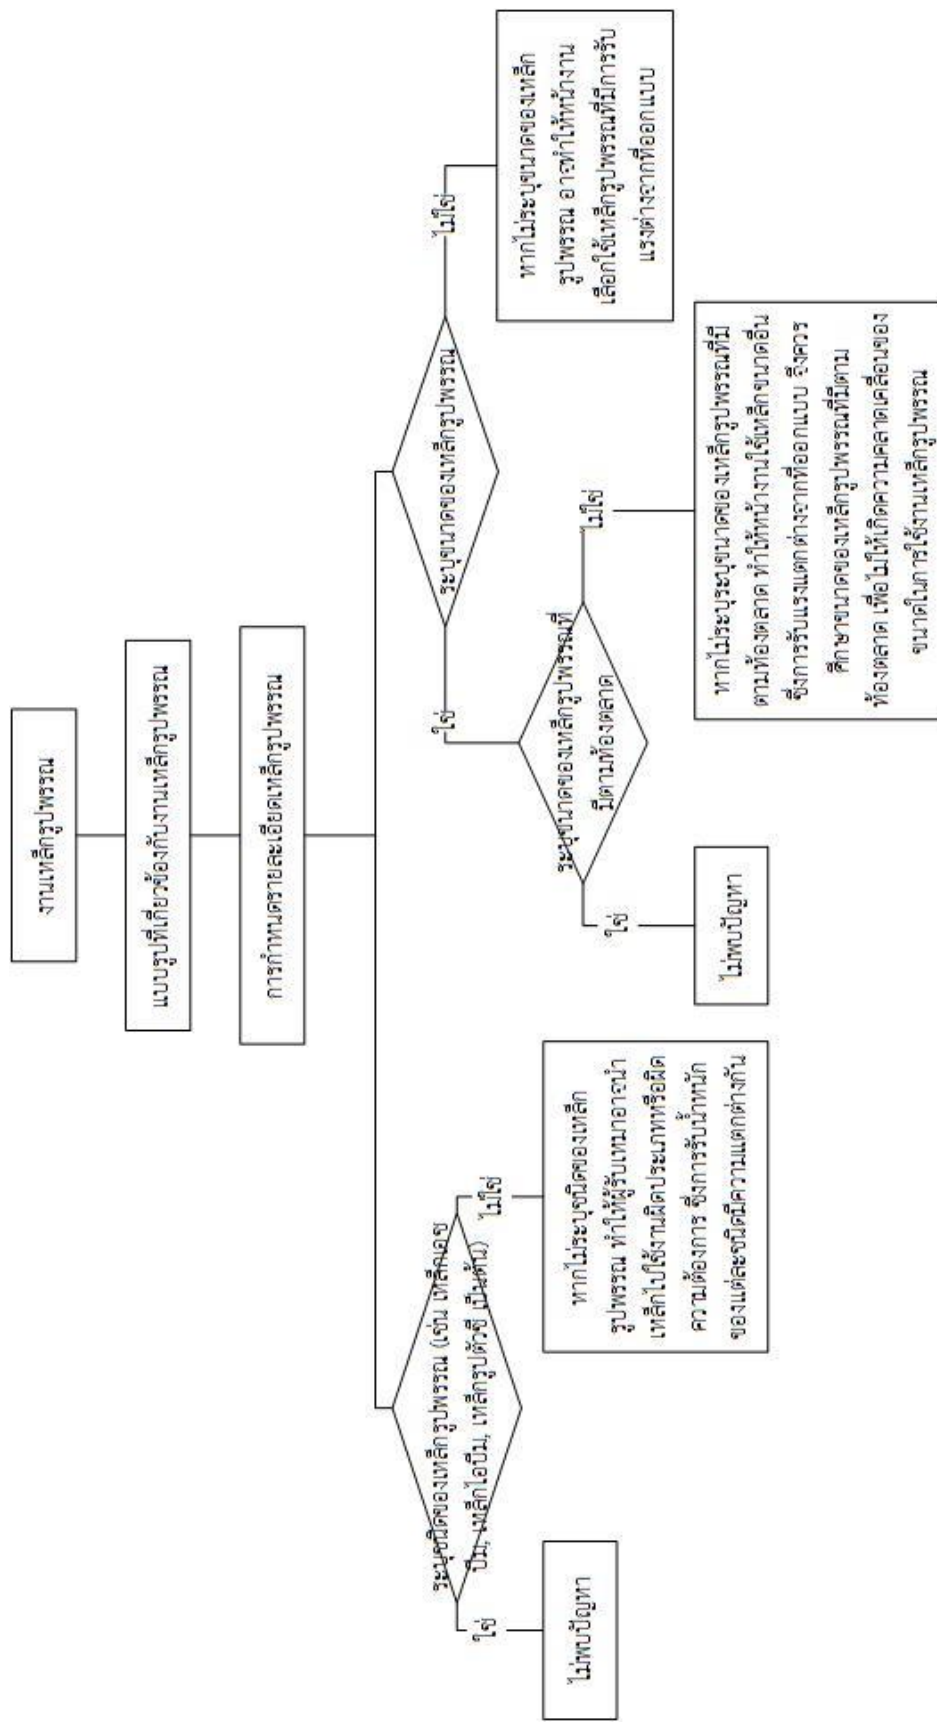 งานเหล็กรูปพรรณ
แบบรูปที่เกี่ยวข้องกับงานเหล็กรูปพรรณ
การกำหนดรายละเอียดเหล็กรูปพรรณ
ระบุชนิดของเหล็กรูปพรรณ (เช่น เหล็กเอช
บีม, เหล็กไอบีม, เหล็กรูปตัวซี เป็นต้น)
ใช่
ไม่พบปัญหา
ไม่ใช่
หากไม่ระบุชนิดของเหล็ก
รูปพรรณ ทำให้ผู้รับเหมาอาจนำ
เหล็กไปใช้งานผิดประเภทหรือผิด
ความต้องการ ซึ่งการรับน้ำหนัก
ของแต่ละชนิดมีความแตกต่างกัน
ระบุขนาดของเหล็กรูปพรรณ
ใช่
ระบุขนาดของเหล็กรูปพรรณที่
มีตามท้องตลาด
ใช่
ไม่พบปัญหา
ไม่ใช่
หากไม่ระบุระบุขนาดของเหล็กรูปพรรณที่มี
ตามท้องตลาด ทำให้หน้างานใช้เหล็กขนาดอื่น
ซึ่งการรับแรงแตกต่างจากที่ออกแบบ จึงควร
ศึกษาขนาดของเหล็กรูปพรรณที่มีตาม
ท้องตลาด เพื่อไม่ให้เกิดความคลาดเคลื่อนของ
ขนาดในการใช้งานเหล็กรูปพรรณ
ไม่ใช่
หากไม่ระบุขนาดของเหล็ก
รูปพรรณ อาจทำให้หน้างาน
เลือกใช้เหล็กรูปพรรณที่มีการรับ
แรงต่างจากที่ออกแบบ